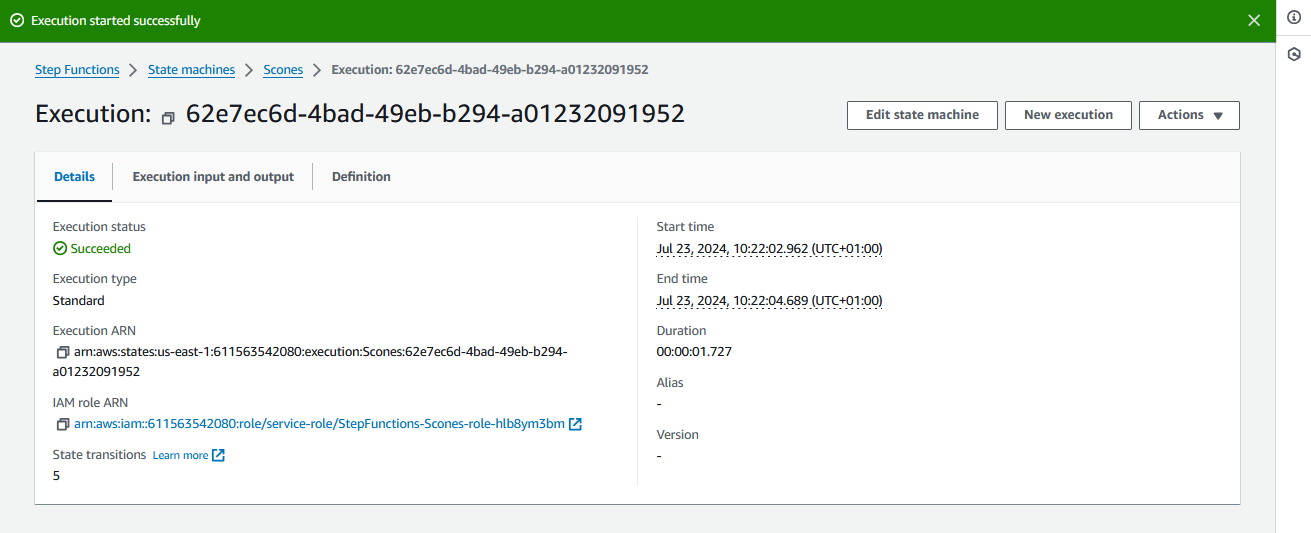 Execution started successfully
Step Functions
State machines
Scones
Execution: 62e7ec6d-4bad-49eb-b294-a01232091952
Execution: 62e7ec6d-4bad-49eb-b294-a01232091952
Edit state machine
New execution
Actions
Details
Execution input and output
Definition
Execution status
Succeeded
Execution type
Standard
Execution ARN
arn:aws:states:us-east-1:611563542080:execution:Scones:62e7ec6d-4bad-49eb-b294-
a01232091952
IAM role ARN
arn:aws:iam::611563542080:role/service-role/StepFunctions-Scones-role-hlb8ym3bm
State transitions Learn more
5
Start time
Jul 23, 2024, 10:22:02.962 (UTC+01:00)
End time
Jul 23, 2024, 10:22:04.689 (UTC+01:00)
Duration
00:00:01.727
Alias
-
Version
-